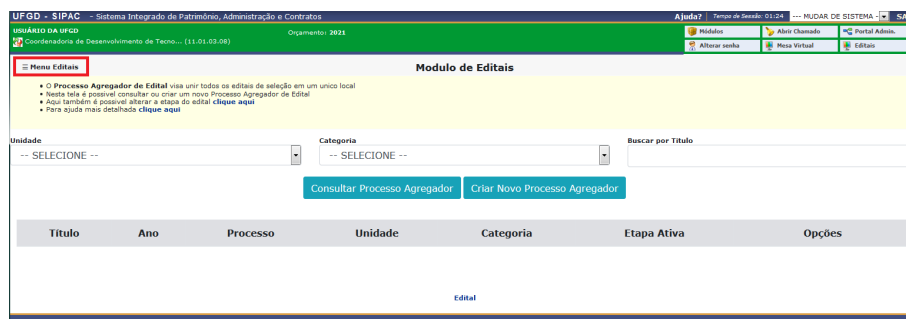 UFGD - SIPAC - Sistema Integrado de Patrimônio, Administração e Contratos
Ajuda? Tempo de Sessão: 01:24 --- MUDAR DE SISTEMA -
USUÁRIO DA UFGD
Orçamento: 2021
Módulos
Abrir Chamado
Portal Admin.
Coordenadoria de Desenvolvimento de Tecno... (11.01.03.08)
Alterar senha
Mesa Virtual
Editais
☰ Menu Editais
Modulo de Editais
• O Processo Agregador de Edital visa unir todos os editais de seleção em um unico local
• Nesta tela é possivel consultar ou criar um novo Processo Agregador de Edital
• Aqui também é possivel alterar a etapa do edital clique aqui
• Para ajuda mais detalhada clique aqui
Unidade
Categoria
Buscar por Título
-- SELECIONE --
-- SELECIONE --
Consultar Processo Agregador
Criar Novo Processo Agregador
Título Ano Processo Unidade Categoria Etapa Ativa Opções
Edital